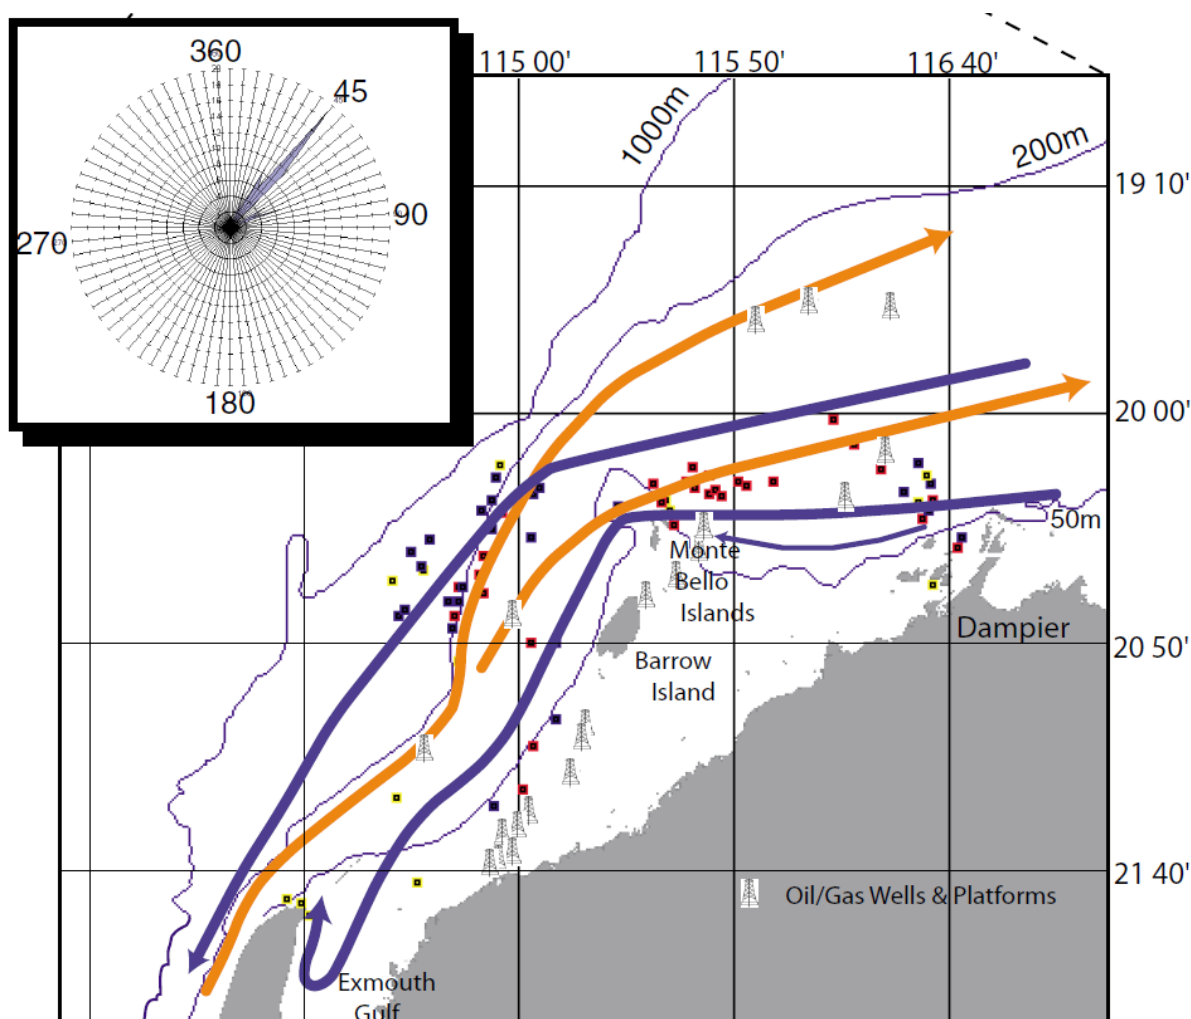 360
45
90
270
180
115 00'
115 50'
116 40'
1000m
200m
19 10'
20 00'
50m
Monte
Bello
Islands
Dampier
20 50'
Barrow
Island
21 40'
Oil/Gas Wells & Platforms
Exmouth
Gulf